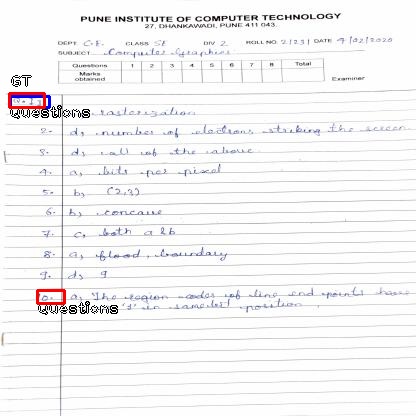 PUNE INSTITUTE OF COMPUTER TECHNOLOGY
27, DHANKAWADI, PUNE 411 043.
DEPT C.E. CLASS SE DIV 2 ROLL NO. 2123 DATE 4/02/2020
SUBJECT Computer Graphics
Questions 1 2 3 4 5 6 7 8 Total
Marks obtained
Examiner
GT
Questions
rasterization
2. d, number of electrons striking the screen
3. d, all of the above
4. a, bits per pixel
5. b, (2,3)
6. b, concave
7. c, both a & b
8. a, flood, boundary
9. d, 9
0. a, The region codes of line end points have
Questions
'1' in same bit position